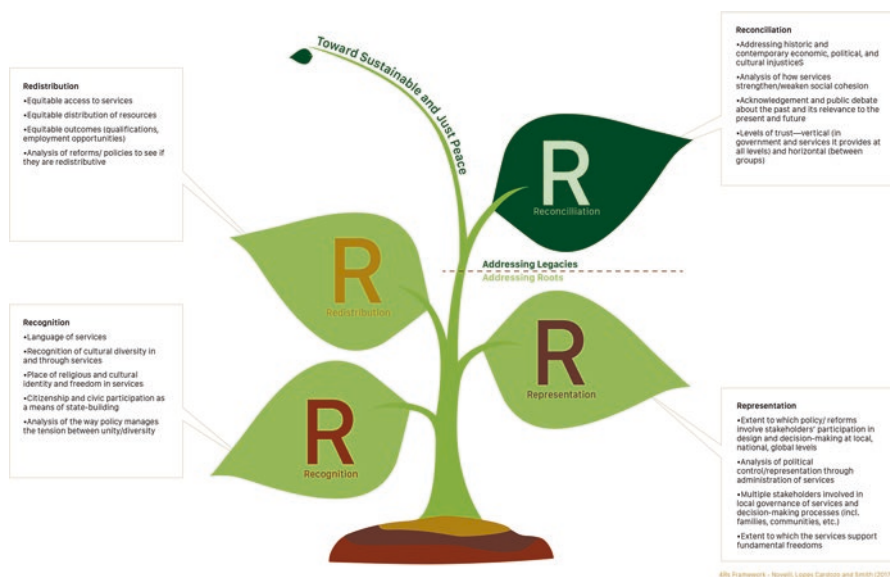 Toward Sustainable and Just Peace
Redistribution
•Equitable access to services
•Equitable distribution of resources
•Equitable outcomes (qualifications,
employment opportunities)
•Analysis of reforms/ policies to see if
they are redistributive
Reconciliation
•Addressing historic and
contemporary economic, political, and
cultural injusticeS
•Analysis of how services
strengthen/weaken social cohesion
•Acknowledgement and public debate
about the past and its relevance to the
present and future
•Levels of trust—vertical (in
government and services it provides at
all levels) and horizontal (between
groups)
R
Reconcilliation
R
Redistribution
Addressing Legacies
Addressing Roots
R
Representation
R
Recognition
Recognition
•Language of services
•Recognition of cultural diversity in
and through services
•Place of religious and cultural
identity and freedom in services
•Citizenship and civic participation as
a means of state-building
•Analysis of the way policy manages
the tension between unity/diversity
Representation
•Extent to which policy/ reforms
involve stakeholders' participation in
design and decision-making at local,
national, global levels
•Analysis of political
control/representation through
administration of services
•Multiple stakeholders involved in
local governance of services and
decision-making processes (incl.
families, communities, etc.)
•Extent to which the services support
fundamental freedoms
4Rs Framework - Novelli, Lopes Cardozo and Smith (201